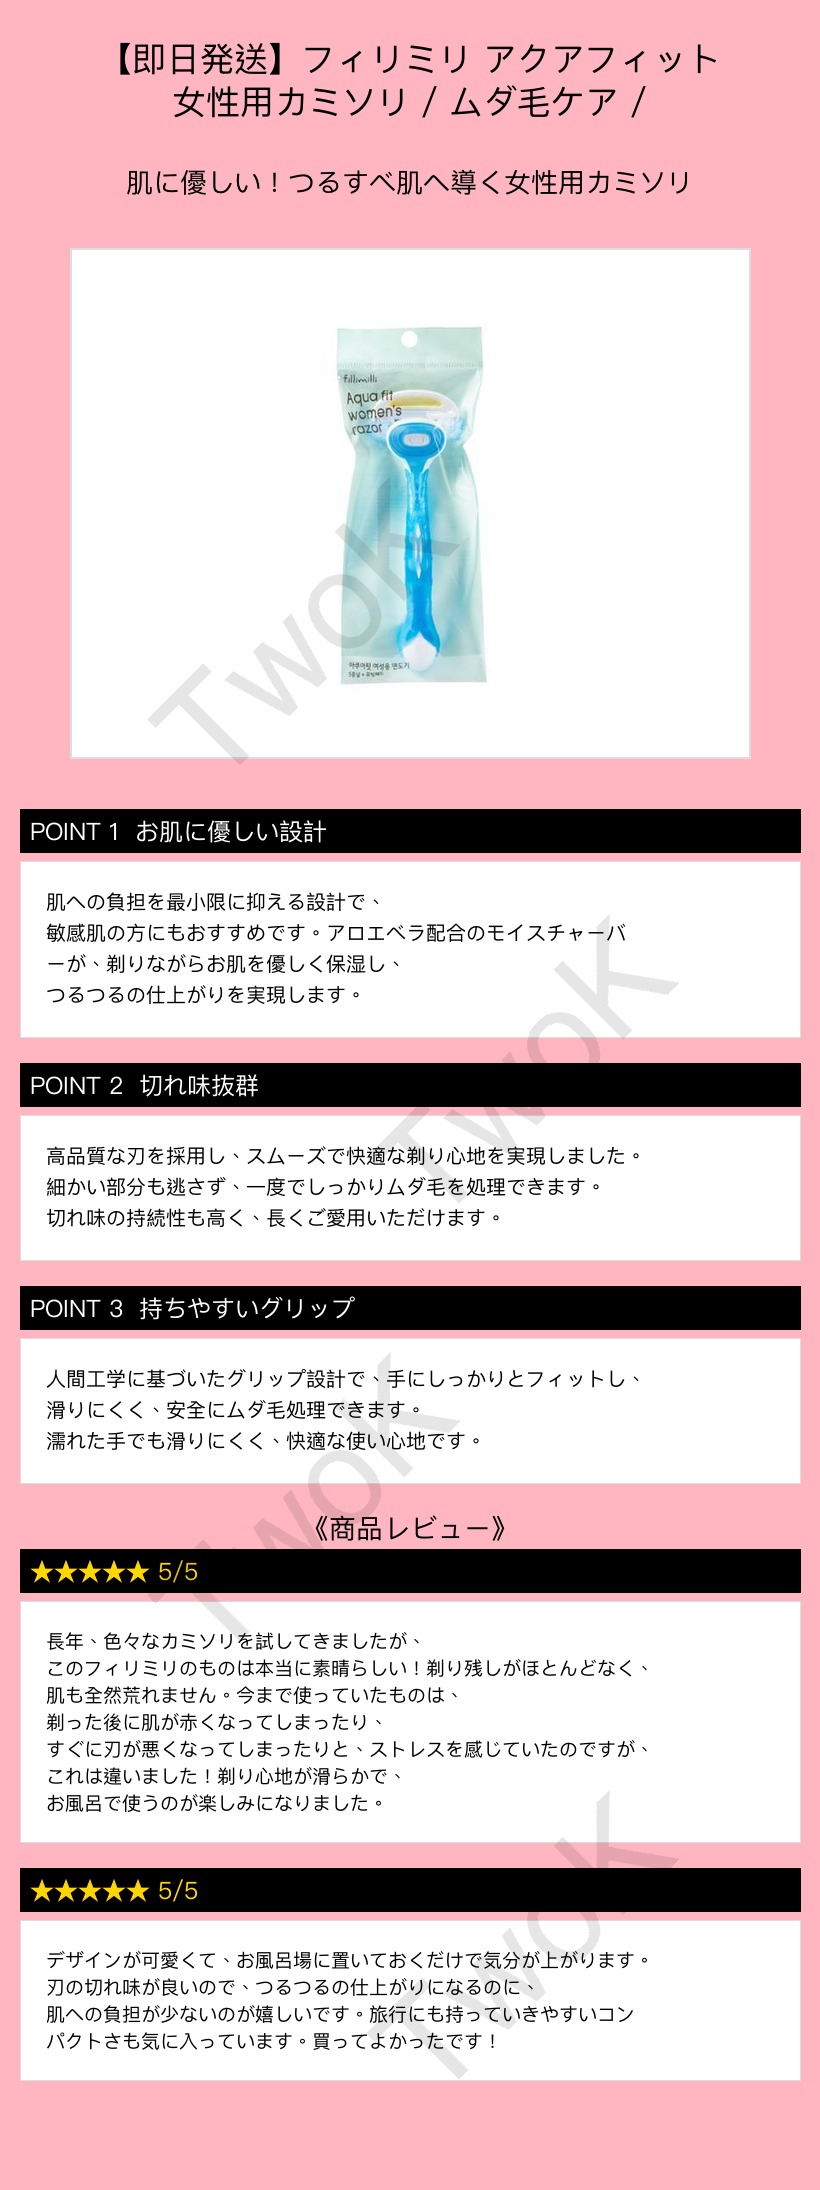 【即日発送】フィリミリ アクアフィット
女性用カミソリ / ムダ毛ケア /
肌に優しい！つるすべ肌へ導く女性用カミソリ
fillimilli
Aqua fit
women's
razor
아쿠아핏 여성용 면도기
TwoK
POINT 1 お肌に優しい設計
肌への負担を最小限に抑える設計で、
敏感肌の方にもおすすめです。アロエベラ配合のモイスチャーバ
ーが、剃りながらお肌を優しく保湿し、
つるつるの仕上がりを実現します。
TwoK
POINT 2 切れ味抜群
高品質な刃を採用し、スムーズで快適な剃り心地を実現しました。
細かい部分も逃さず、一度でしっかりムダ毛を処理できます。
切れ味の持続性も高く、長くご愛用いただけます。
POINT 3 持ちやすいグリップ
人間工学に基づいたグリップ設計で、手にしっかりとフィットし、
滑りにくく、安全にムダ毛処理できます。
濡れた手でも滑りにくく、快適な使い心地です。
TwoK
《商品レビュー》
★★★★★ 5/5
長年、色々なカミソリを試してきましたが、
このフィリミリのものは本当に素晴らしい！剃り残しがほとんどなく、
肌も全然荒れません。今まで使っていたものは、
剃った後に肌が赤くなってしまったり、
すぐに刃が悪くなってしまったりと、ストレスを感じていたのですが、
これは違いました！剃り心地が滑らかで、
お風呂で使うのが楽しみになりました。
★★★★★ 5/5
デザインが可愛くて、お風呂場に置いておくだけで気分が上がります。
刃の切れ味が良いので、つるつるの仕上がりになるのに、
肌への負担が少ないのが嬉しいです。旅行にも持っていきやすいコン
パクトさも気に入っています。買ってよかったです！
TwoK